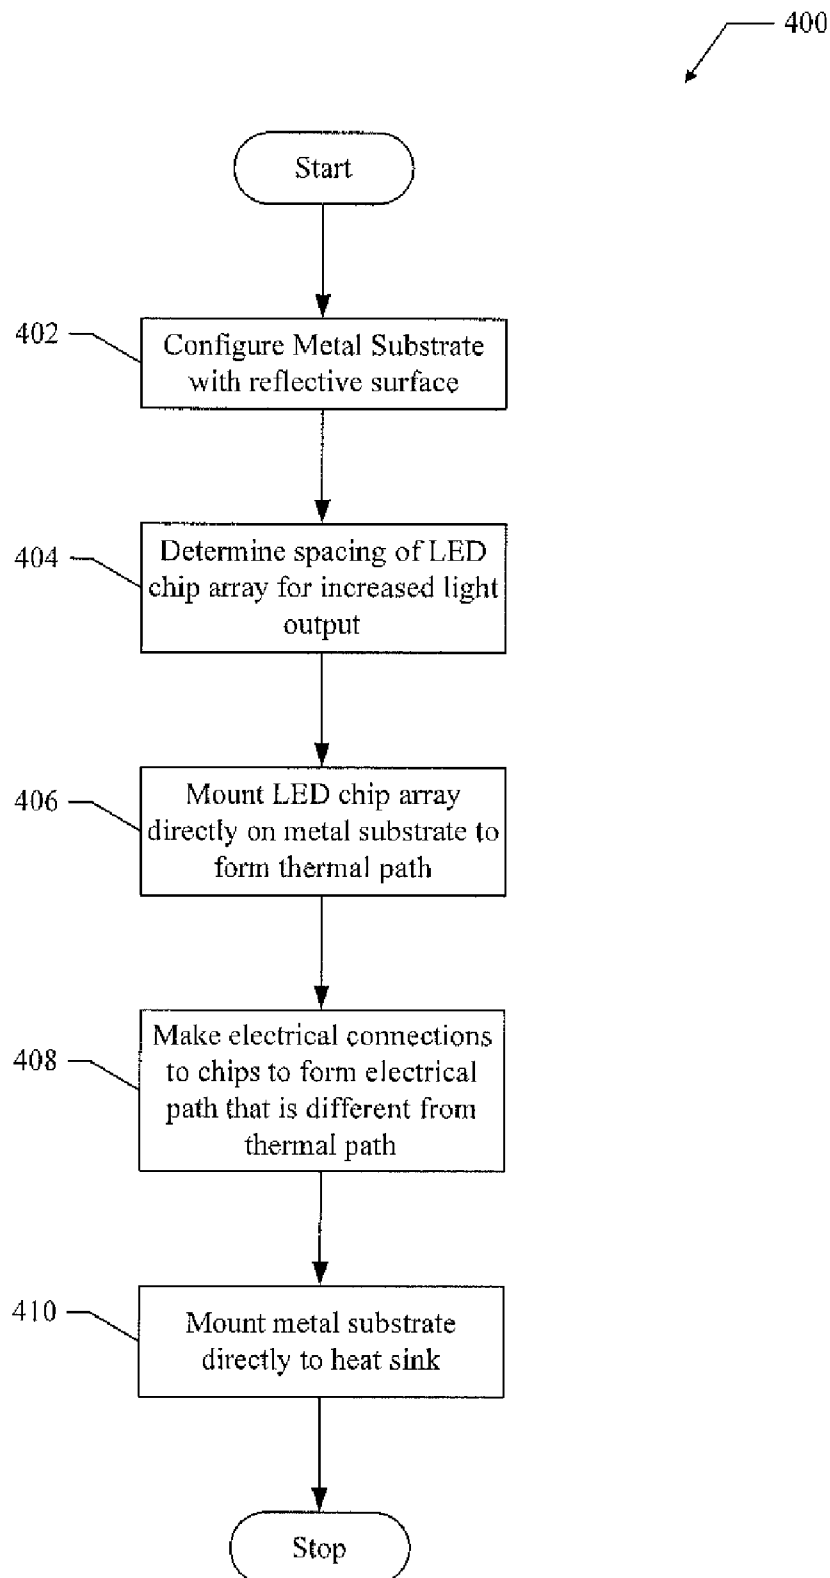 400
Start
402
Configure Metal Substrate
with reflective surface
404
Determine spacing of LED
chip array for increased light
output
406
Mount LED chip array
directly on metal substrate to
form thermal path
408
Make electrical connections
to chips to form electrical
path that is different from
thermal path
410
Mount metal substrate
directly to heat sink
Stop